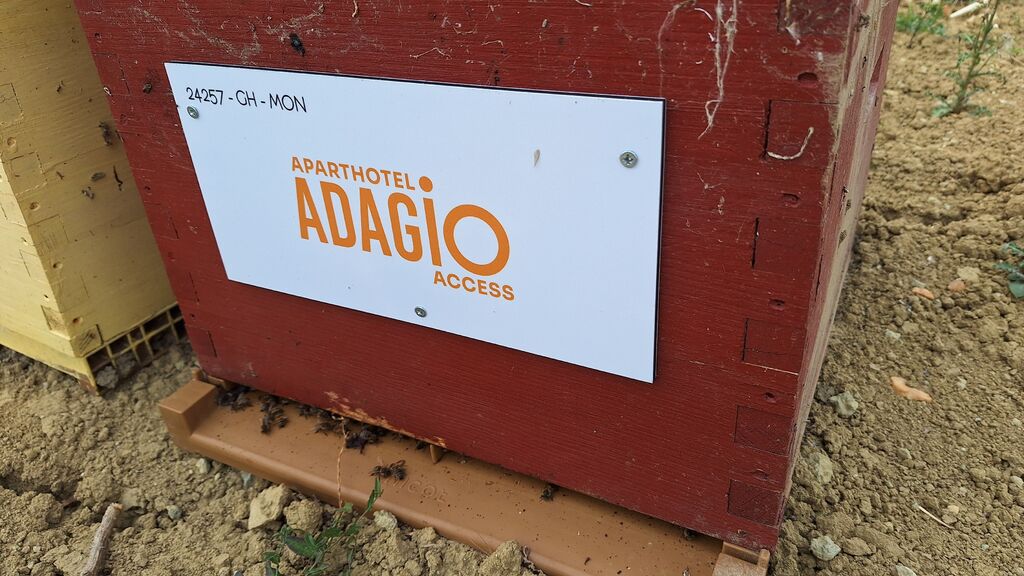 24257 - GH - MON
APARTHOTEL
ADAGIO
ACCESS